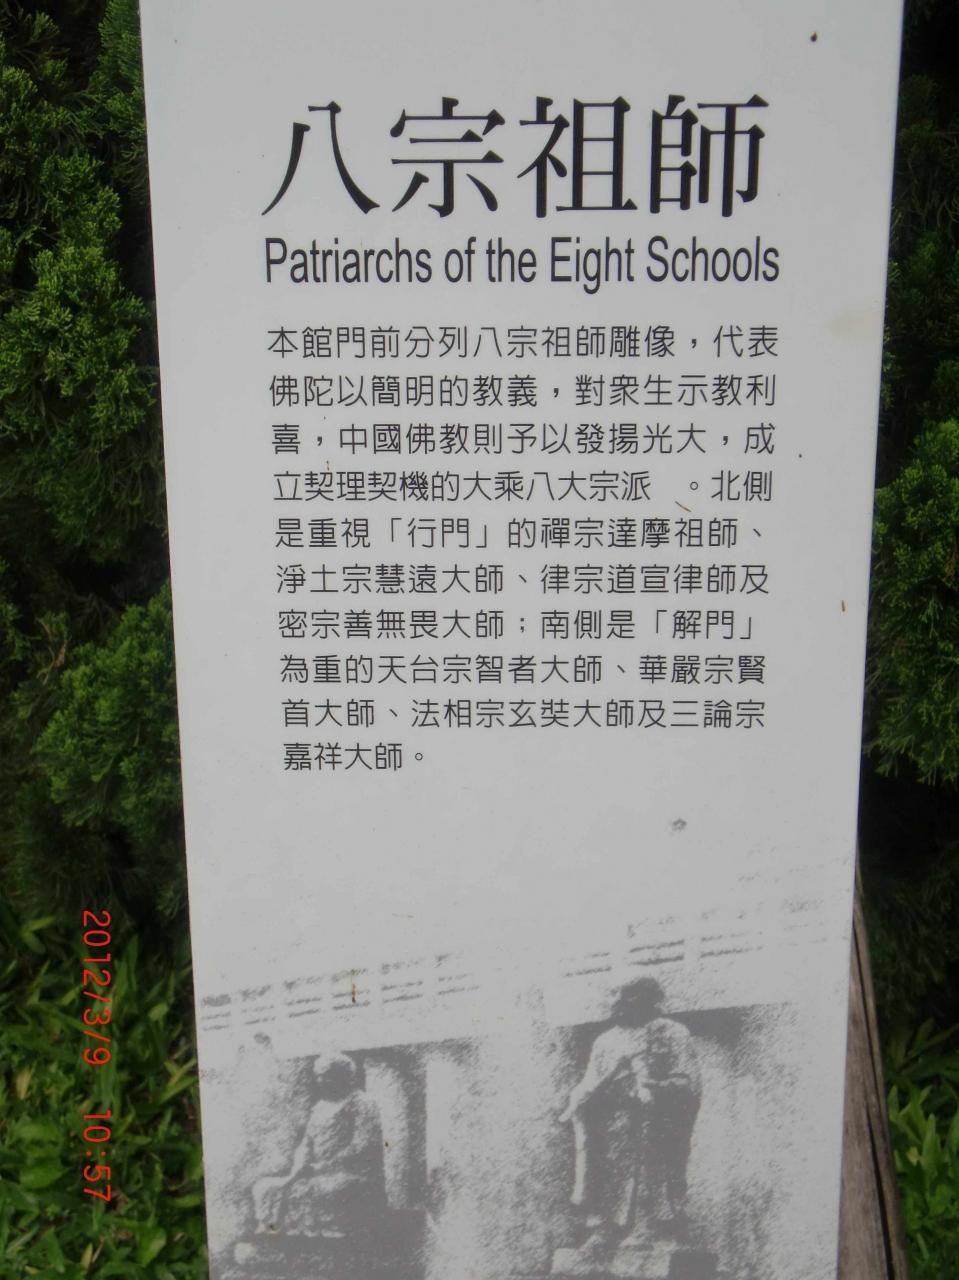 八宗祖師
Patriarchs of the Eight Schools
本館門前分列八宗祖師雕像，代表
佛陀以簡明的教義，對衆生示教利
喜，中國佛教則予以發揚光大，成
立契理契機的大乘八大宗派　。北側
是重視「行門」的禪宗達摩祖師、
淨土宗慧遠大師、律宗道宣律師及
密宗善無畏大師；南側是「解門」
為重的天台宗智者大師、華嚴宗賢
首大師、法相宗玄奘大師及三論宗
嘉祥大師。
2012/3/9 10:57